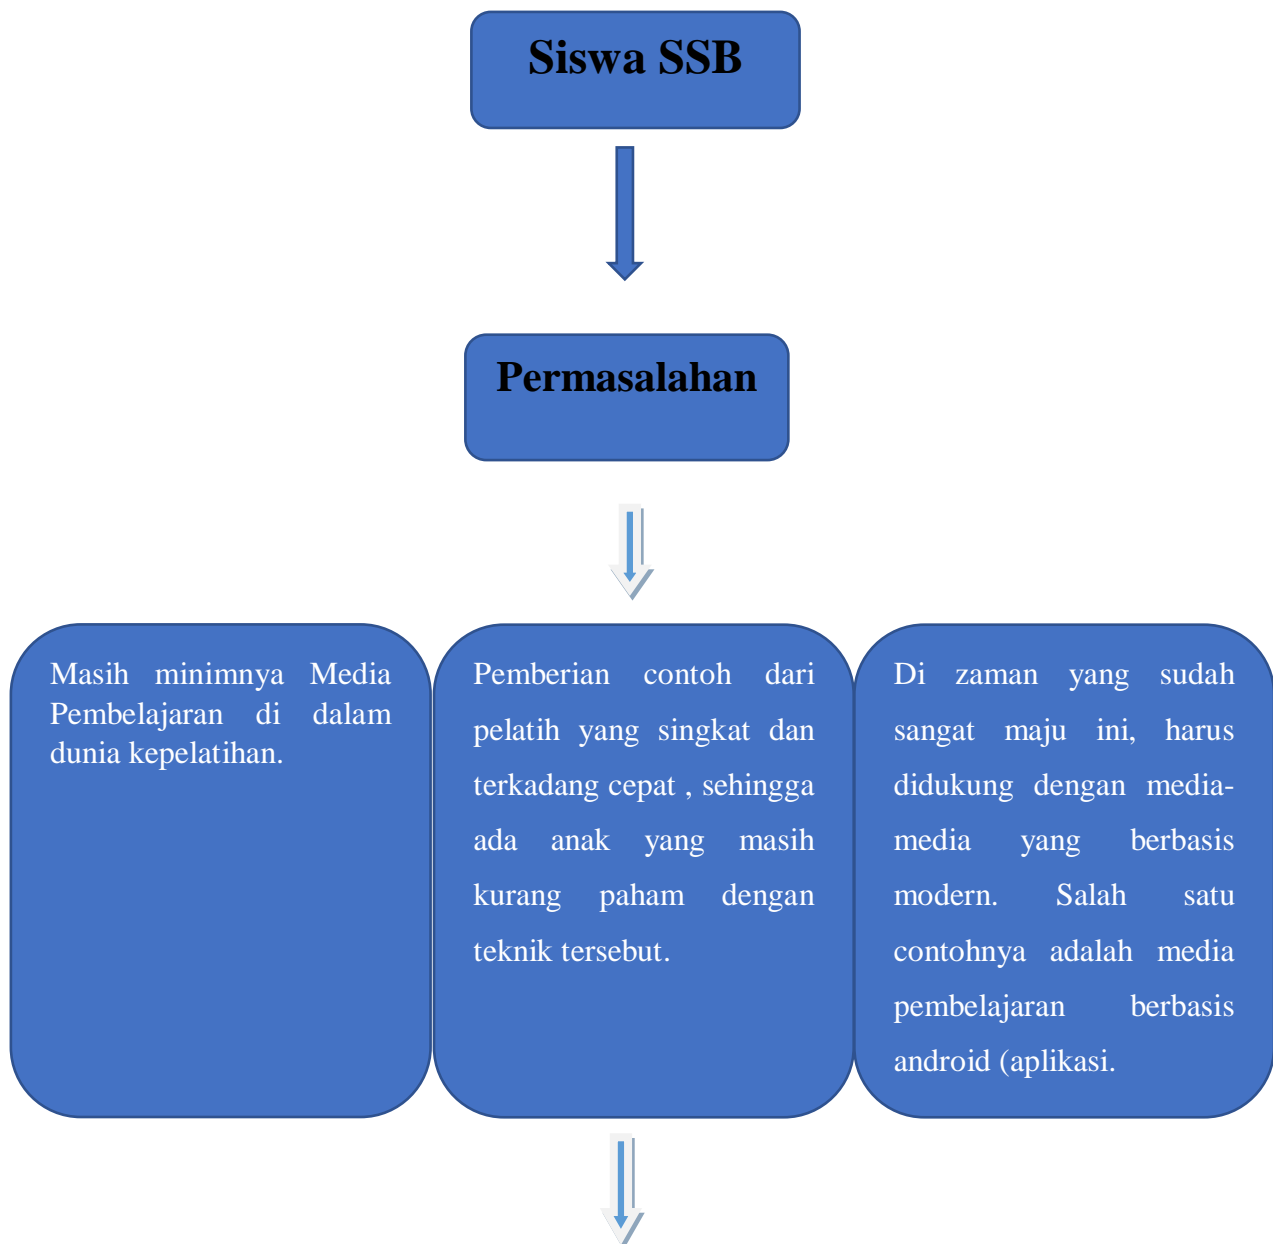 Siswa SSB
Permasalahan
Masih minimnya Media
Pembelajaran di dalam
dunia kepelatihan.
Pemberian contoh dari
pelatih yang singkat dan
terkadang cepat , sehingga
ada anak yang masih
kurang paham dengan
teknik tersebut.
Di zaman yang sudah
sangat maju ini, harus
didukung dengan media-
media yang berbasis
modern. Salah satu
contohnya adalah media
pembelajaran berbasis
android (aplikasi.